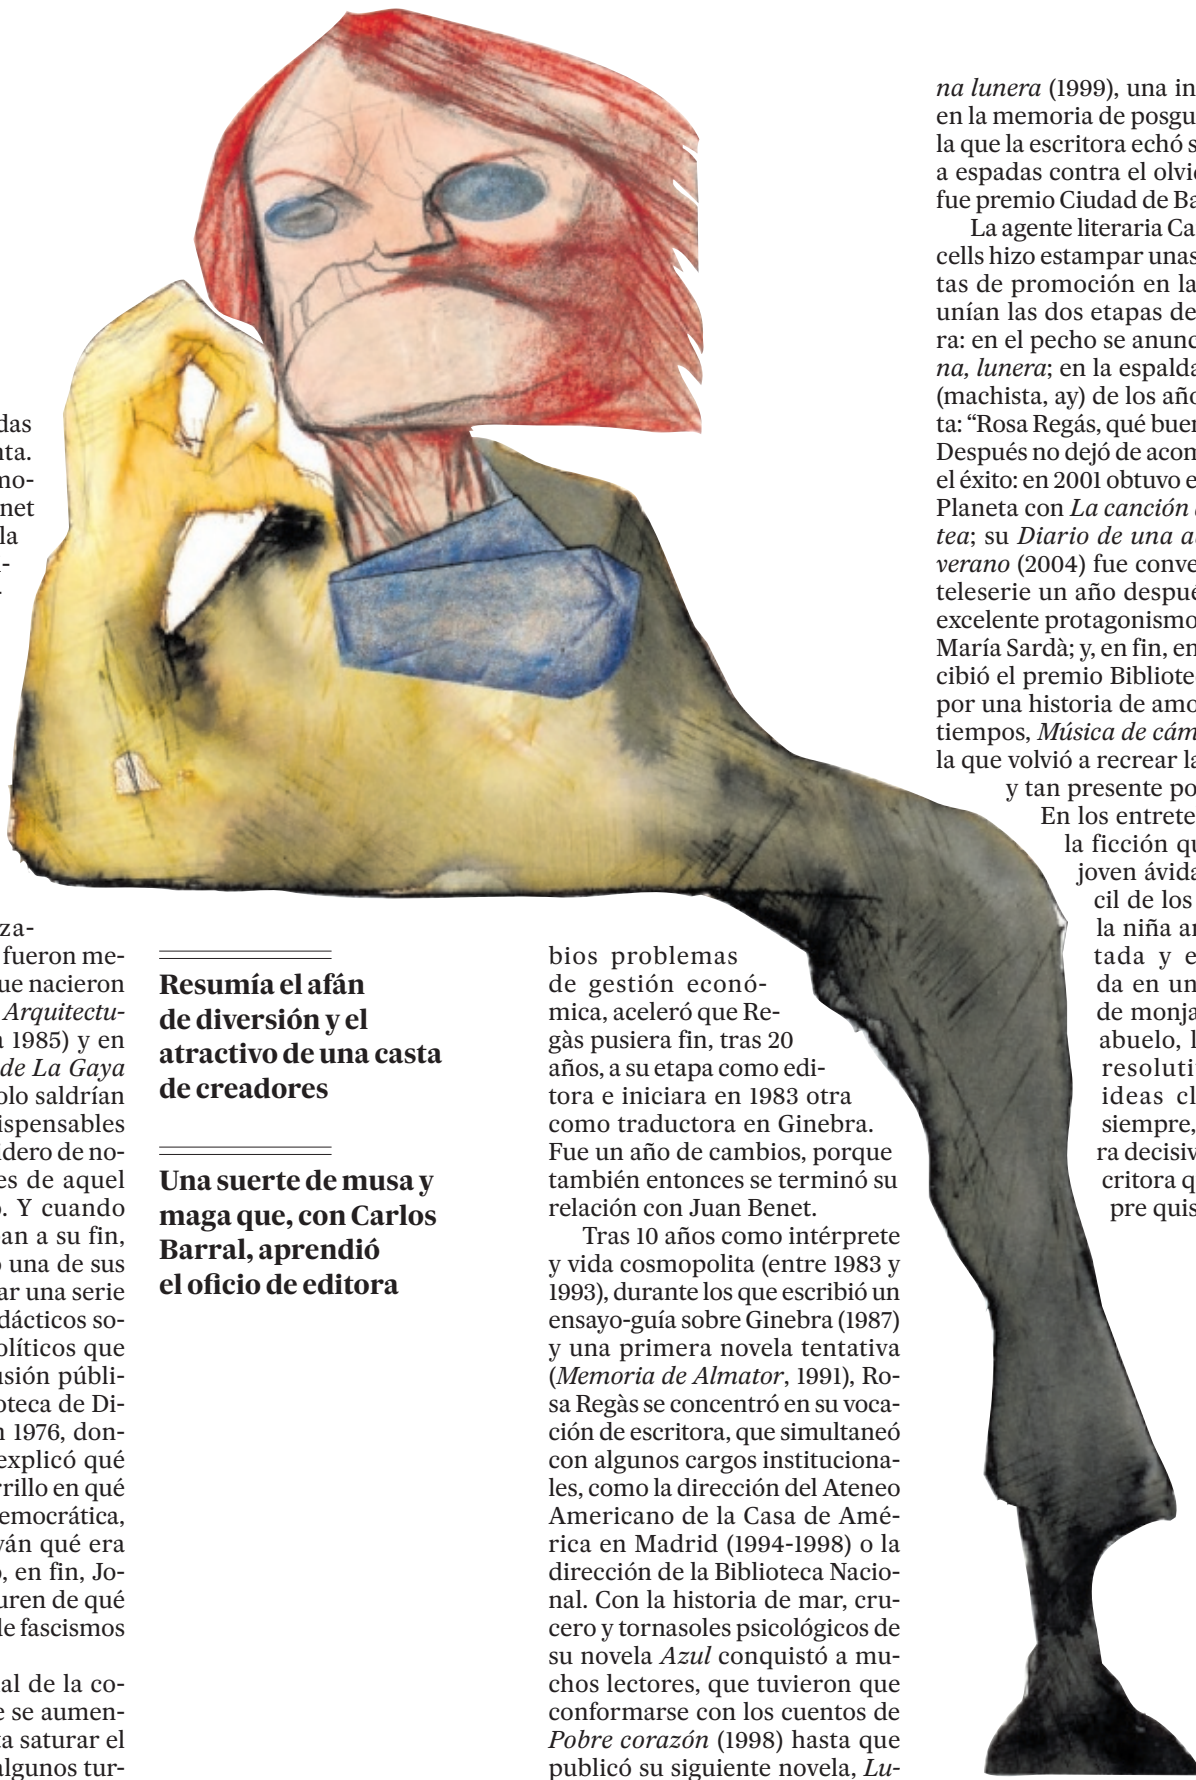 das
nta.
mo-
net
la
za-
fueron me-
ue nacieron
Arquitectu-
a 1985) y en
de La Gaya
olo saldrían
dispensables
idero de no-
es de aquel
o. Y cuando
an a su fin,
o una de sus
ar una serie
dácticos so-
olíticos que
usión públi-
oteca de Di-
n 1976, don-
explicó qué
rrillo en qué
emocrática,
ván qué era
o, en fin, Jo-
uren de qué
de fascismos
al de la co-
e se aumen-
ta saturar el
algunos tur-
Resumía el afán
de diversión y el
atractivo de una casta
de creadores
Una suerte de musa y
maga que, con Carlos
Barral, aprendió
el oficio de editora
bios problemas
de gestión econó-
mica, aceleró que Re-
gàs pusiera fin, tras 20
años, a su etapa como edi-
tora e iniciara en 1983 otra
como traductora en Ginebra.
Fue un año de cambios, porque
también entonces se terminó su
relación con Juan Benet.
Tras 10 años como intérprete
y vida cosmopolita (entre 1983 y
1993), durante los que escribió un
ensayo-guía sobre Ginebra (1987)
y una primera novela tentativa
(Memoria de Almator, 1991), Ro-
sa Regàs se concentró en su voca-
ción de escritora, que simultaneó
con algunos cargos instituciona-
les, como la dirección del Ateneo
Americano de la Casa de Amé-
rica en Madrid (1994-1998) o la
dirección de la Biblioteca Nacio-
nal. Con la historia de mar, cru-
cero y tornasoles psicológicos de
su novela Azul conquistó a mu-
chos lectores, que tuvieron que
conformarse con los cuentos de
Pobre corazón (1998) hasta que
publicó su siguiente novela, Lu-
na lunera (1999), una in
en la memoria de posgu
la que la escritora echó s
a espadas contra el olvid
fue premio Ciudad de Ba
La agente literaria Ca
cells hizo estampar unas
tas de promoción en la
unían las dos etapas de
ra: en el pecho se anunc
na, lunera; en la espalda
(machista, ay) de los año
ta: “Rosa Regás, qué buen
Después no dejó de acom
el éxito: en 2001 obtuvo e
Planeta con La canción
tea; su Diario de una a
verano (2004) fue conve
teleserie un año despué
excelente protagonismo
María Sardà; y, en fin, en
cibió el premio Bibliote
por una historia de amo
tiempos, Música de cám
la que volvió a recrear la
y tan presente po
En los entrete
la ficción qu
joven ávida
cil de los
la niña an
tada y e
da en un
de monja
abuelo, l
resoluti
ideas cl
siempre,
ra decisiv
critora q
pre quis